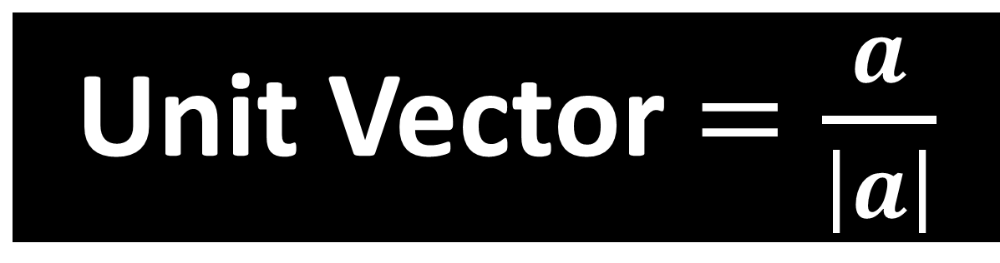 Unit Vector = a / |a|